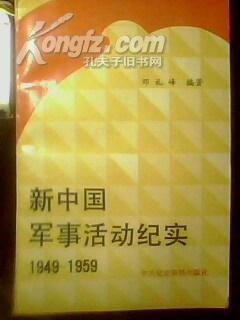 Kongfz.com
孔夫子旧书网
邓礼峰 编著
新中国
军事活动纪实
1949-1959
中共党史资料出版社